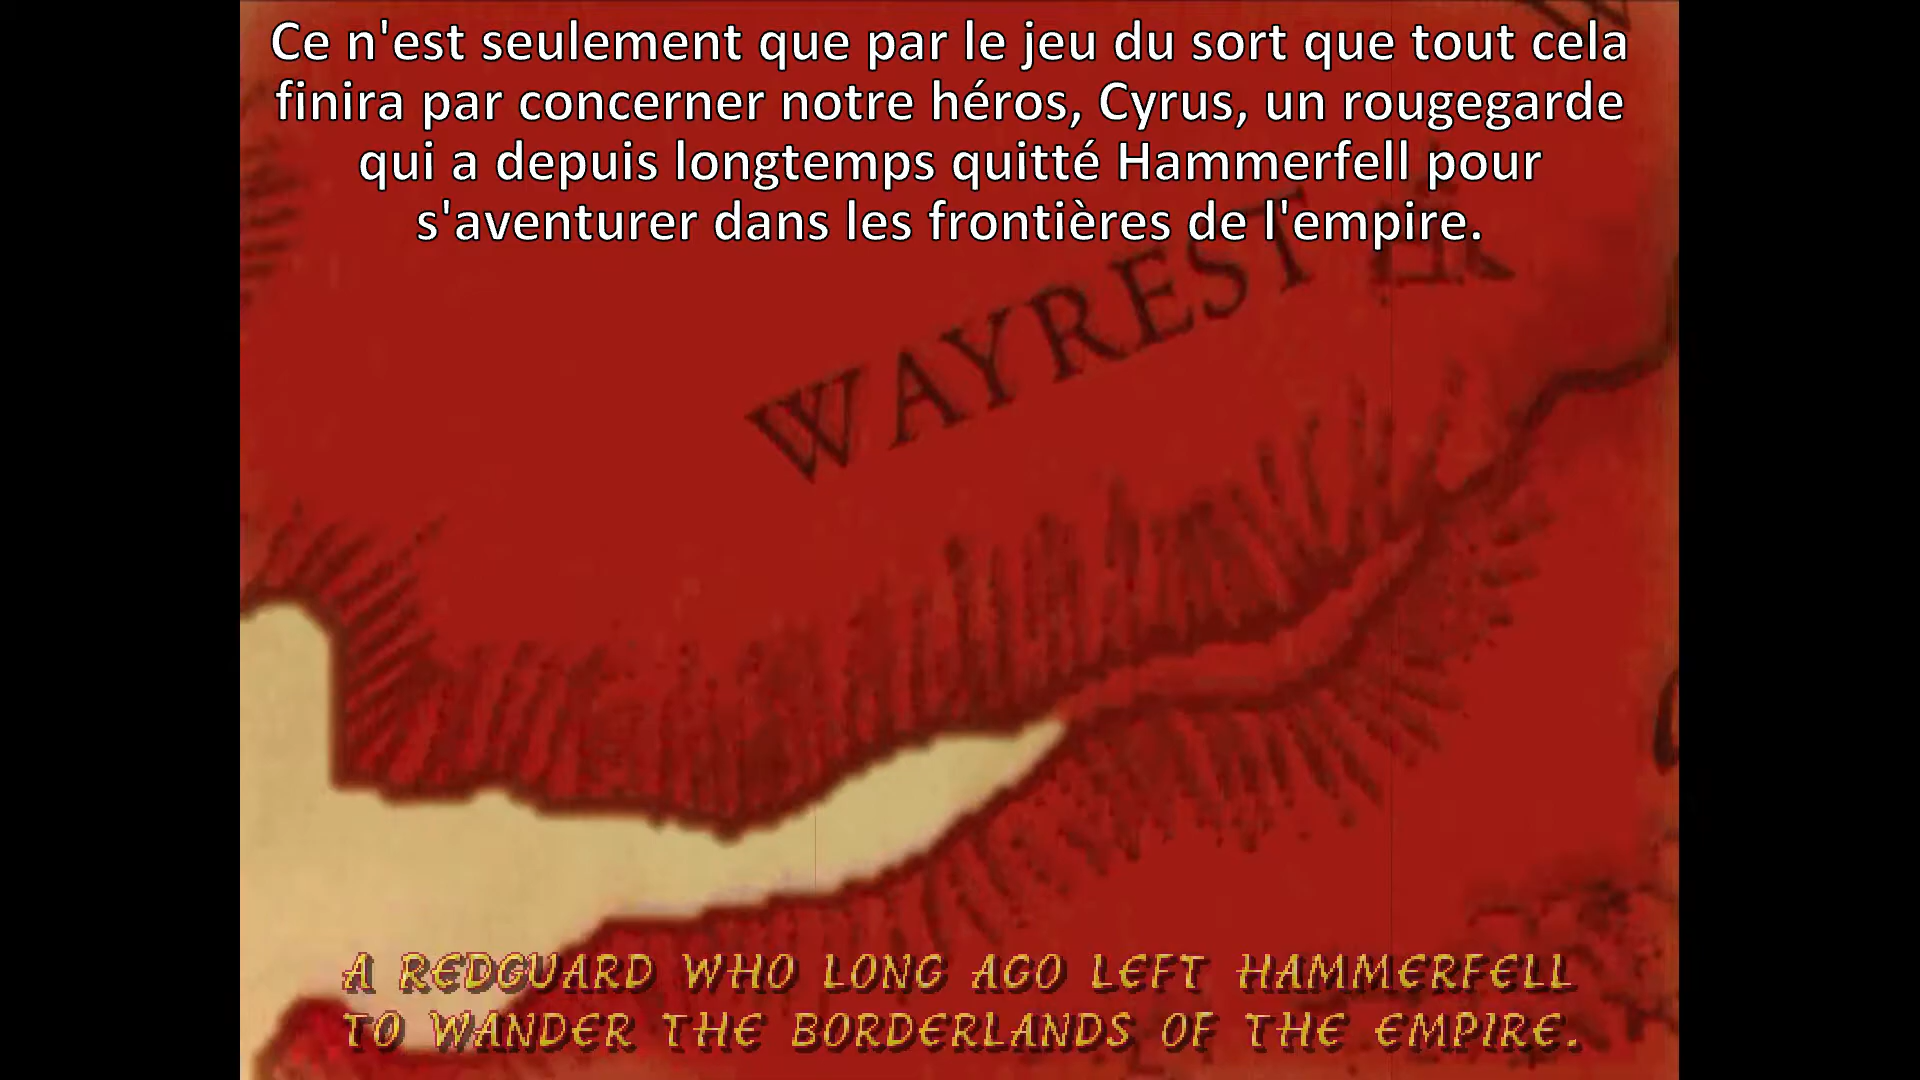 Ce n'est seulement que par le jeu du sort que tout cela
finira par concerner notre héros, Cyrus, un rougegarde
qui a depuis longtemps quitté Hammerfell pour
s'aventurer dans les frontières de l'empire.
WAYREST
A REDGUARD WHO LONG AGO LEFT HAMMERFELL
TO WANDER THE BORDERLANDS OF THE EMPIRE.